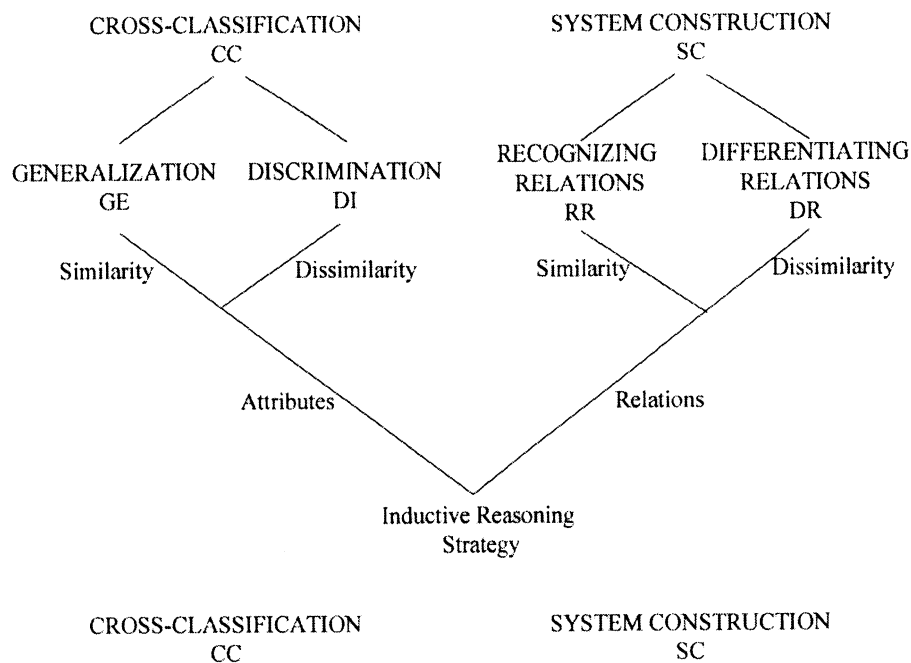 CROSS-CLASSIFICATION
CC
SYSTEM CONSTRUCTION
SC
GENERALIZATION
GE
DISCRIMINATION
DI
RECOGNIZING
RELATIONS
RR
DIFFERENTIATING
RELATIONS
DR
Similarity
Dissimilarity
Similarity
Dissimilarity
Attributes
Relations
Inductive Reasoning
Strategy
CROSS-CLASSIFICATION
CC
SYSTEM CONSTRUCTION
SC